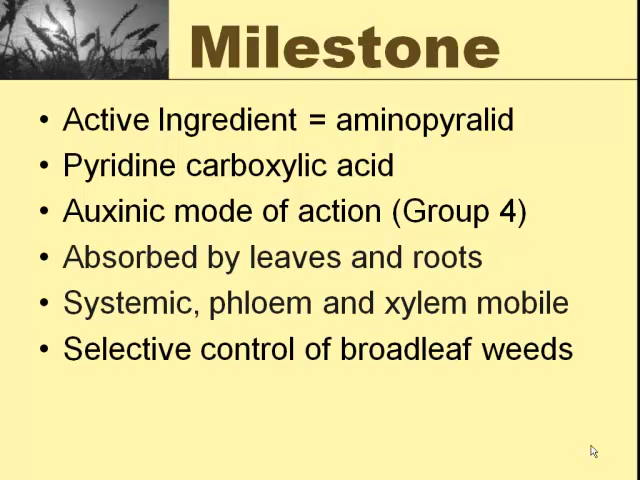 Milestone
• Active Ingredient = aminopyralid
• Pyridine carboxylic acid
• Auxinic mode of action (Group 4)
• Absorbed by leaves and roots
• Systemic, phloem and xylem mobile
• Selective control of broadleaf weeds